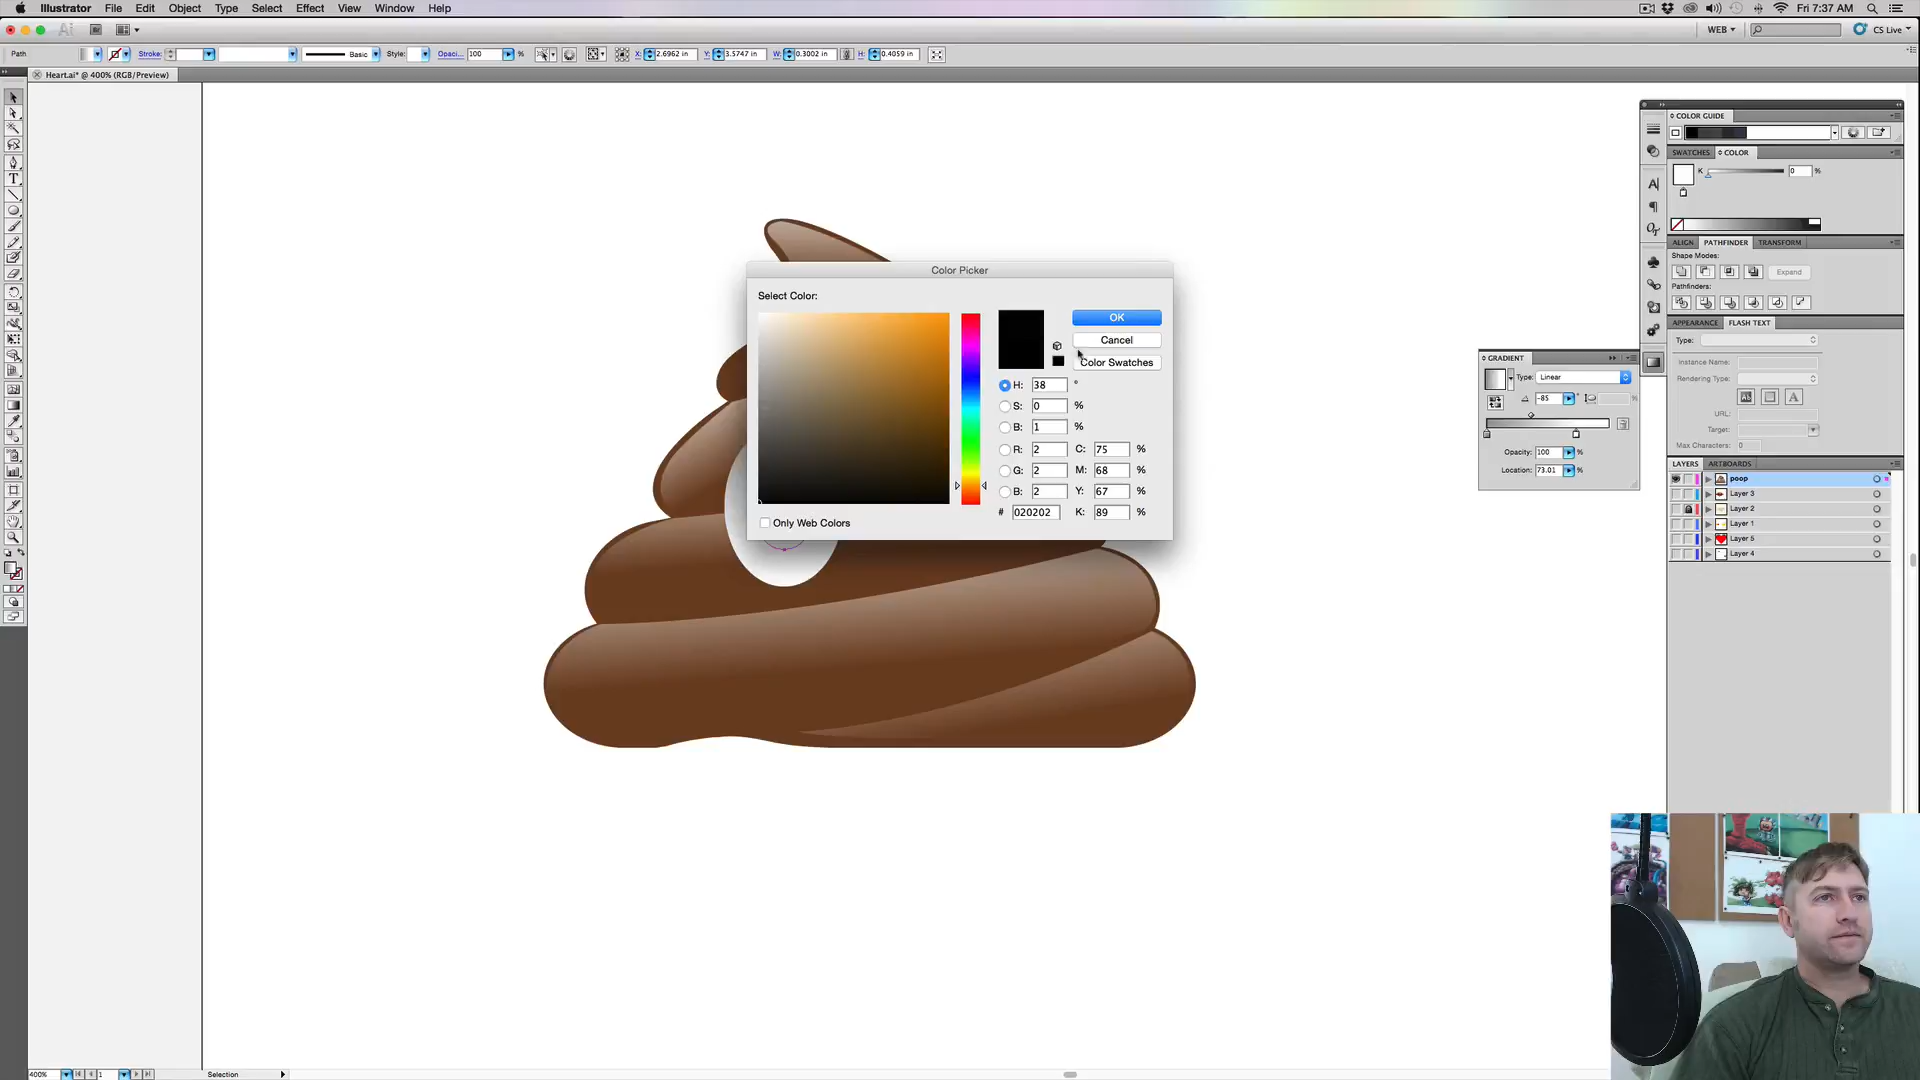 Illustrator File Edit Object Type Select Effect View Window Help Fri 7:37 AM
Ai Br WEB CS Live
Path Stroke: Basic Style: Opaci... 100 % X: 2.6962 in Y: 3.5747 in W: 0.3002 in H: 0.4059 in
Heart.ai* @ 400% (RGB/Preview)
COLOR GUIDE
SWATCHES COLOR
K 0 %
ALIGN PATHFINDER TRANSFORM
Shape Modes:
Expand
Pathfinders:
APPEARANCE FLASH TEXT
Type:
Instance Name:
Rendering Type:
URL:
Target:
Max Characters: 0
LAYERS ARTBOARDS
poop
Layer 3
Layer 2
Layer 1
Layer 5
Layer 4
GRADIENT
Type: Linear
-85 °
%
Opacity: 100 %
Location: 73.01 %
Color Picker
Select Color:
OK
Cancel
Color Swatches
H: 38 °
S: 0 %
B: 1 %
R: 2 C: 75 %
G: 2 M: 68 %
B: 2 Y: 67 %
# 020202 K: 89 %
Only Web Colors
400% 1 Selection